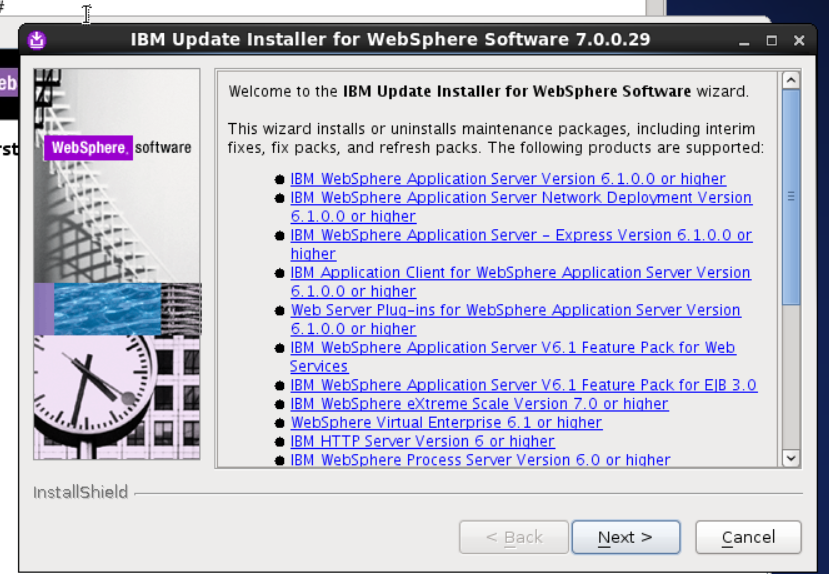 #
IBM Update Installer for WebSphere Software 7.0.0.29
eb
rst
WebSphere. software
Welcome to the IBM Update Installer for WebSphere Software wizard.
This wizard installs or uninstalls maintenance packages, including interim
fixes, fix packs, and refresh packs. The following products are supported:
IBM WebSphere Application Server Version 6.1.0.0 or higher
IBM WebSphere Application Server Network Deployment Version
6.1.0.0 or higher
IBM WebSphere Application Server – Express Version 6.1.0.0 or
higher
IBM Application Client for WebSphere Application Server Version
6.1.0.0 or higher
Web Server Plug-ins for WebSphere Application Server Version
6.1.0.0 or higher
IBM WebSphere Application Server V6.1 Feature Pack for Web
Services
IBM WebSphere Application Server V6.1 Feature Pack for EJB 3.0
IBM WebSphere eXtreme Scale Version 7.0 or higher
WebSphere Virtual Enterprise 6.1 or higher
IBM HTTP Server Version 6 or higher
IBM WebSphere Process Server Version 6.0 or higher
InstallShield
< Back
Next >
Cancel